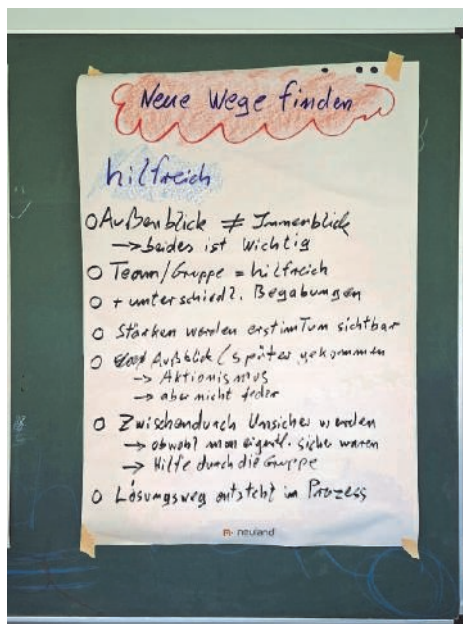 Neue Wege finden
hilfreich
O Außenblick ≠ Innenblick
→ beides ist Wichtig
O Team/Gruppe = hilfreich
O + unterschiedl. Begabungen
O Stärken werden erst im Tun sichtbar
O Ausblick (später gekommen
→ Aktionismus
→ aber nicht jeder
O Zwischendurch Unsicher werden
→ obwohl man eigentl. sicher waren
→ Hilfe durch die Gruppe
O Lösungsweg entsteht im Prozess
neuland